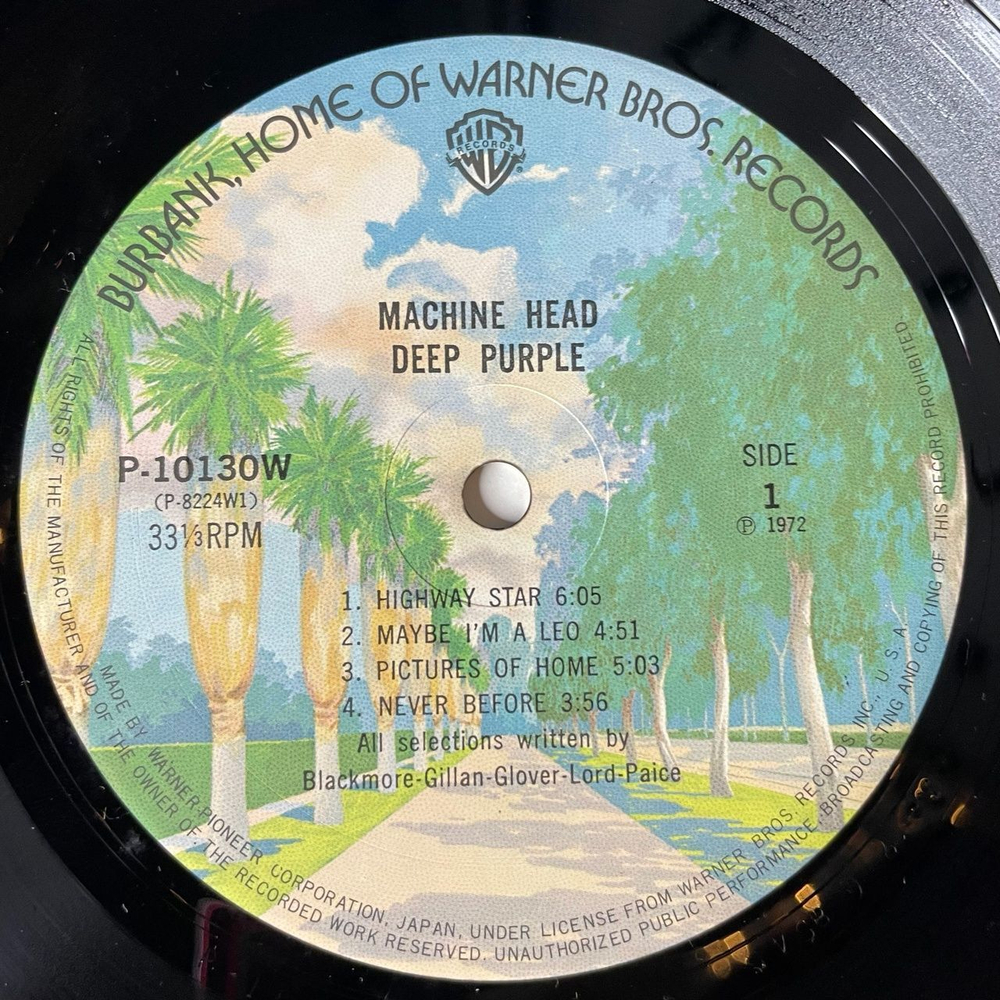 BURBANK, HOME OF WARNER BROS. RECORDS
WB
RECORDS
®
MACHINE HEAD
DEEP PURPLE
P-10130W
(P-8224W1)
33⅓RPM
SIDE
1
Ⓟ 1972
1. HIGHWAY STAR 6:05
2. MAYBE I'M A LEO 4:51
3. PICTURES OF HOME 5:03
4. NEVER BEFORE 3:56
All selections written by
Blackmore-Gillan-Glover-Lord-Paice
MADE BY WARNER-PIONEER CORPORATION, JAPAN, UNDER LICENSE FROM WARNER BROS. RECORDS INC., U. S. A.
ALL RIGHTS OF THE MANUFACTURER AND OF THE OWNER OF THE RECORDED WORK RESERVED. UNAUTHORIZED PUBLIC PERFORMANCE, BROADCASTING AND COPYING OF THIS RECORD PROHIBITED.